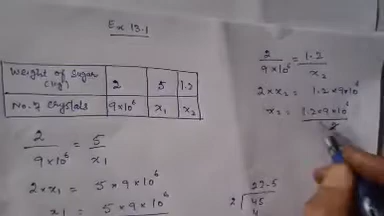 Ex 13.1
Weight of Sugar (kg) 2 5 1.2
No. of Crystals 9×10⁶ x₁ x₂
2/9×10⁶ = 5/x₁
2 × x₁ = 5 × 9 × 10⁶
x₁ = 5 × 9 × 10⁶
2/9×10⁶ = 1.2/x₂
2 × x₂ = 1.2 × 9 × 10⁶
x₂ = 1.2 × 9 × 10⁶/2
22.5
2 45
4